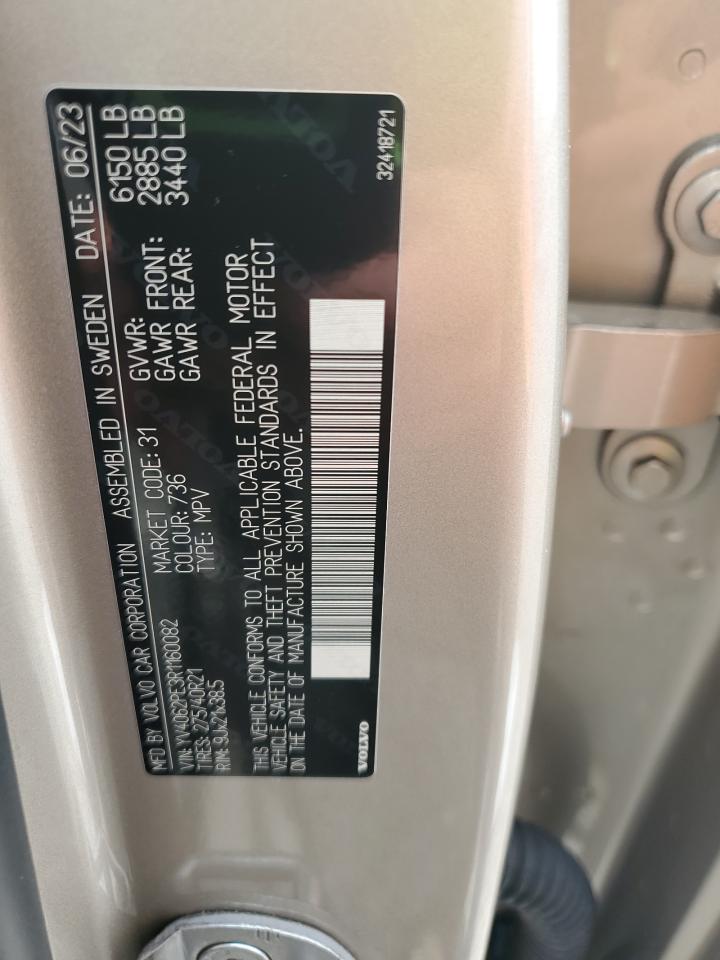 MFD BY VOLVO CAR CORPORATION ASSEMBLED IN SWEDEN DATE: 06/23
VIN: YV4062PE3R1160082 MARKET CODE: 31 GVWR: 6150 LB
TIRES: 275/40R21 COLOUR: 736 GAWR FRONT: 2885 LB
RIM: 9Jx21x38.5 TYPE: MPV GAWR REAR: 3440 LB
THIS VEHICLE CONFORMS TO ALL APPLICABLE FEDERAL MOTOR
VEHICLE SAFETY AND THEFT PREVENTION STANDARDS IN EFFECT
ON THE DATE OF MANUFACTURE SHOWN ABOVE.
VOLVO 32418721